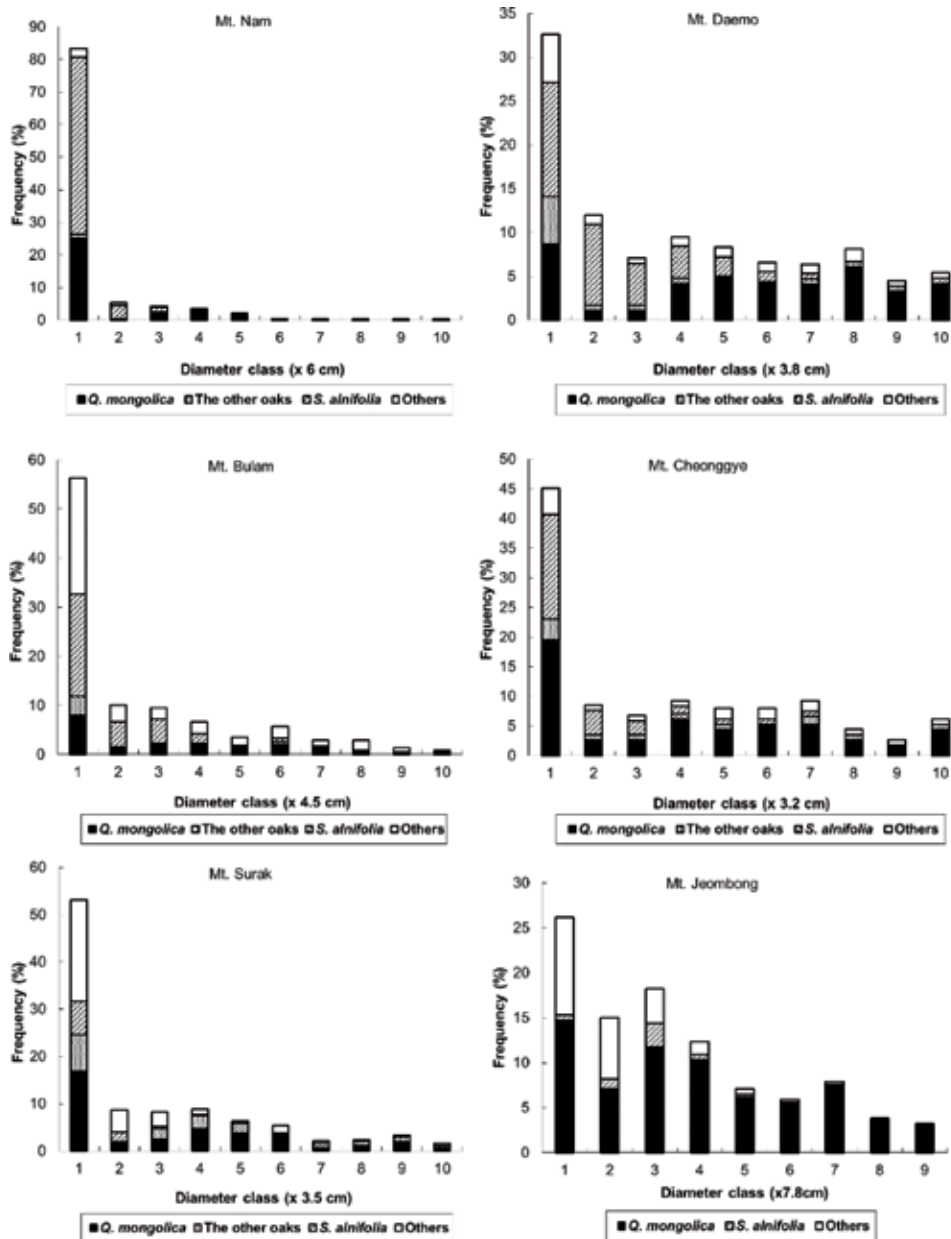 Mt. Nam
Frequency (%)
90
80
70
60
50
40
30
20
10
0
1 2 3 4 5 6 7 8 9 10
Diameter class (x 6 cm)
Q. mongolica The other oaks S. alnifolia Others
Mt. Daemo
Frequency (%)
35
30
25
20
15
10
5
0
1 2 3 4 5 6 7 8 9 10
Diameter class (x 3.8 cm)
Q. mongolica The other oaks S. alnifolia Others
Mt. Bulam
Frequency (%)
60
50
40
30
20
10
0
1 2 3 4 5 6 7 8 9 10
Diameter class (x 4.5 cm)
Q. mongolica The other oaks S. alnifolia Others
Mt. Cheonggye
Frequency (%)
50
45
40
35
30
25
20
15
10
5
0
1 2 3 4 5 6 7 8 9 10
Diameter class (x 3.2 cm)
Q. mongolica The other oaks S. alnifolia Others
Mt. Surak
Frequency (%)
60
50
40
30
20
10
0
1 2 3 4 5 6 7 8 9 10
Diameter class (x 3.5 cm)
Q. mongolica The other oaks S. alnifolia Others
Mt. Jeombong
Frequency (%)
30
25
20
15
10
5
0
1 2 3 4 5 6 7 8 9
Diameter class (x7.8cm)
Q. mongolica S. alnifolia Others